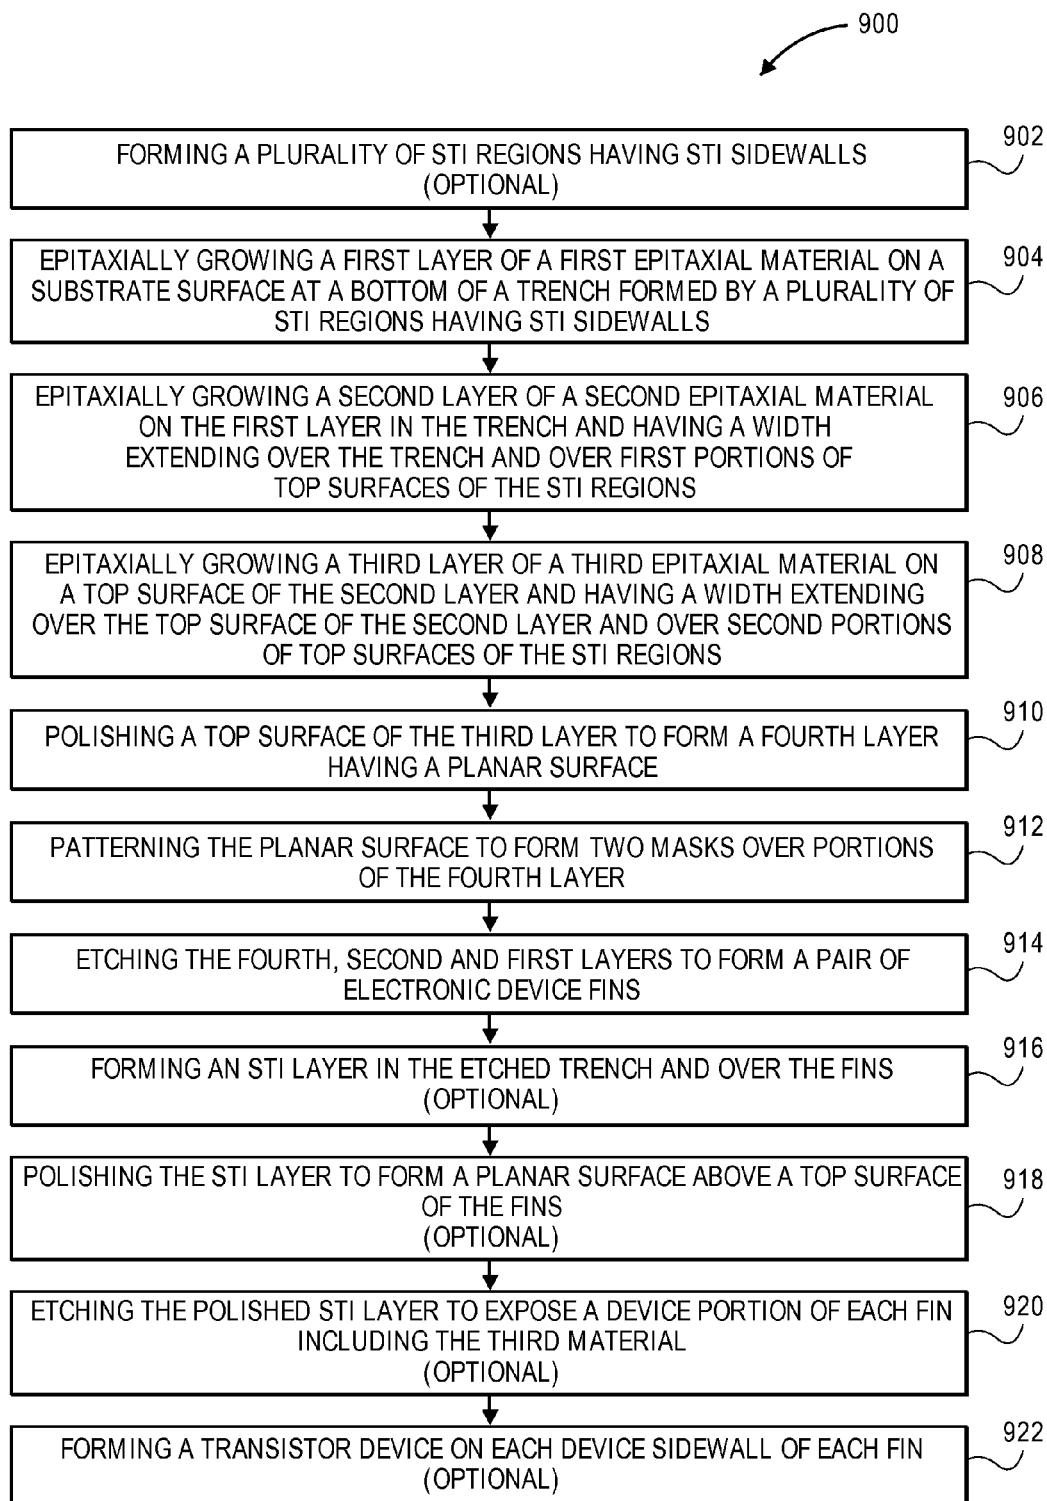 900
902
FORMING A PLURALITY OF STI REGIONS HAVING STI SIDEWALLS
(OPTIONAL)
904
EPITAXIALLY GROWING A FIRST LAYER OF A FIRST EPITAXIAL MATERIAL ON A
SUBSTRATE SURFACE AT A BOTTOM OF A TRENCH FORMED BY A PLURALITY OF
STI REGIONS HAVING STI SIDEWALLS
906
EPITAXIALLY GROWING A SECOND LAYER OF A SECOND EPITAXIAL MATERIAL
ON THE FIRST LAYER IN THE TRENCH AND HAVING A WIDTH
EXTENDING OVER THE TRENCH AND OVER FIRST PORTIONS OF
TOP SURFACES OF THE STI REGIONS
908
EPITAXIALLY GROWING A THIRD LAYER OF A THIRD EPITAXIAL MATERIAL ON
A TOP SURFACE OF THE SECOND LAYER AND HAVING A WIDTH EXTENDING
OVER THE TOP SURFACE OF THE SECOND LAYER AND OVER SECOND PORTIONS
OF TOP SURFACES OF THE STI REGIONS
910
POLISHING A TOP SURFACE OF THE THIRD LAYER TO FORM A FOURTH LAYER
HAVING A PLANAR SURFACE
912
PATTERNING THE PLANAR SURFACE TO FORM TWO MASKS OVER PORTIONS
OF THE FOURTH LAYER
914
ETCHING THE FOURTH, SECOND AND FIRST LAYERS TO FORM A PAIR OF
ELECTRONIC DEVICE FINS
916
FORMING AN STI LAYER IN THE ETCHED TRENCH AND OVER THE FINS
(OPTIONAL)
918
POLISHING THE STI LAYER TO FORM A PLANAR SURFACE ABOVE A TOP SURFACE
OF THE FINS
(OPTIONAL)
920
ETCHING THE POLISHED STI LAYER TO EXPOSE A DEVICE PORTION OF EACH FIN
INCLUDING THE THIRD MATERIAL
(OPTIONAL)
922
FORMING A TRANSISTOR DEVICE ON EACH DEVICE SIDEWALL OF EACH FIN
(OPTIONAL)